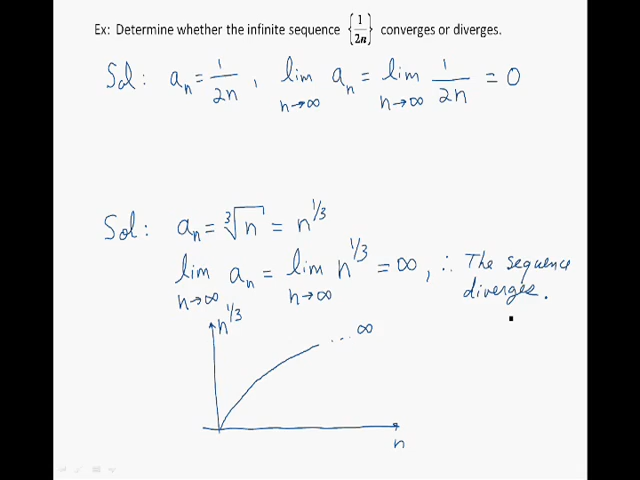 Ex: Determine whether the infinite sequence {1/2n} converges or diverges.
Sol: aₙ = 1/2n , lim n→∞ aₙ = lim n→∞ 1/2n = 0
Sol: aₙ = ∛n = n^1/3
lim n→∞ aₙ = lim n→∞ n^1/3 = ∞, ∴ The sequence
diverges.
n^1/3
... ∞
n